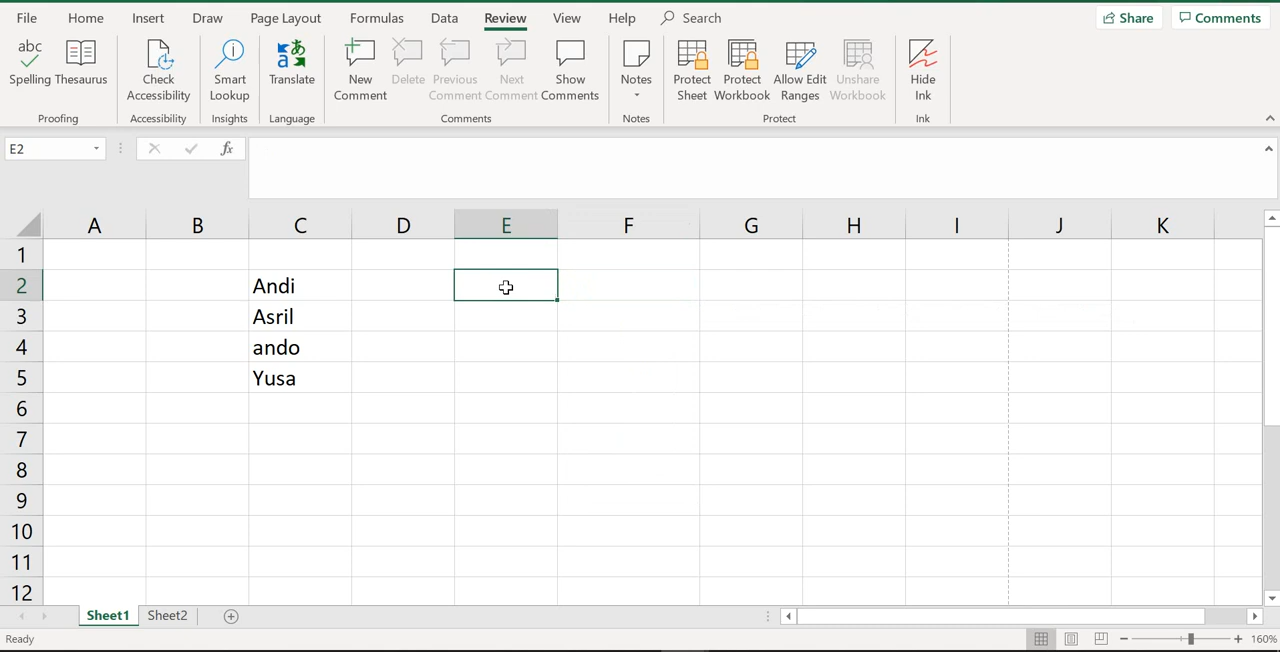 File Home Insert Draw Page Layout Formulas Data Review View Help Search Share Comments
abc
Spelling Thesaurus Check Accessibility Smart Lookup Translate New Comment Delete Previous Comment Next Comment Show Comments Notes Protect Sheet Protect Workbook Allow Edit Ranges Unshare Workbook Hide Ink
Proofing Accessibility Insights Language Comments Notes Protect Ink
E2 fx
A B C D E F G H I J K
1
2 Andi
3 Asril
4 ando
5 Yusa
6
7
8
9
10
11
12
Sheet1 Sheet2
Ready 160%